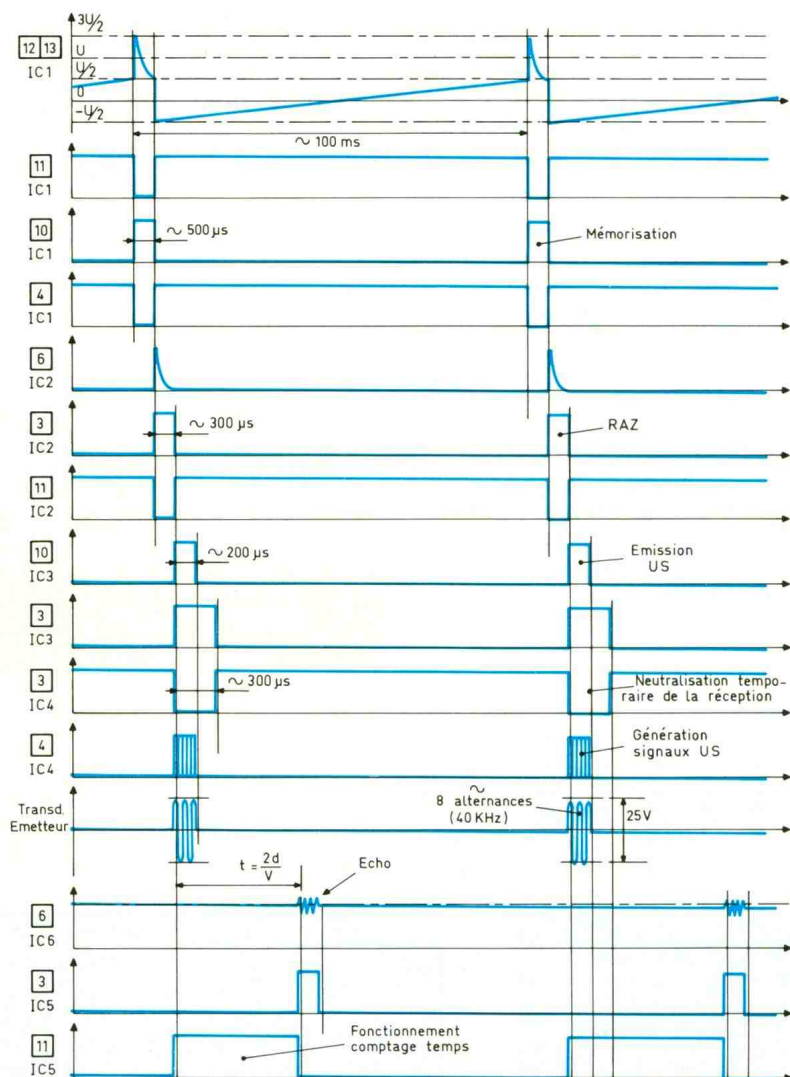 3U/2
12 13
U
IC1
U/2
0
-U/2
~ 100 ms
11
IC1
10
~ 500 µs
Mémorisation
IC1
4
IC1
6
IC2
3
~ 300 µs
RAZ
IC2
11
IC2
10
~ 200 µs
Emission
US
IC3
3
IC3
3
~ 300 µs
Neutralisation tempo-
raire de la réception
IC4
4
Génération
signaux US
IC4
~
8 alternances
(40 KHz)
Transd.
Emetteur
25V
t = 2d/V
Echo
6
IC6
3
IC5
Fonctionnement
comptage temps
11
IC5